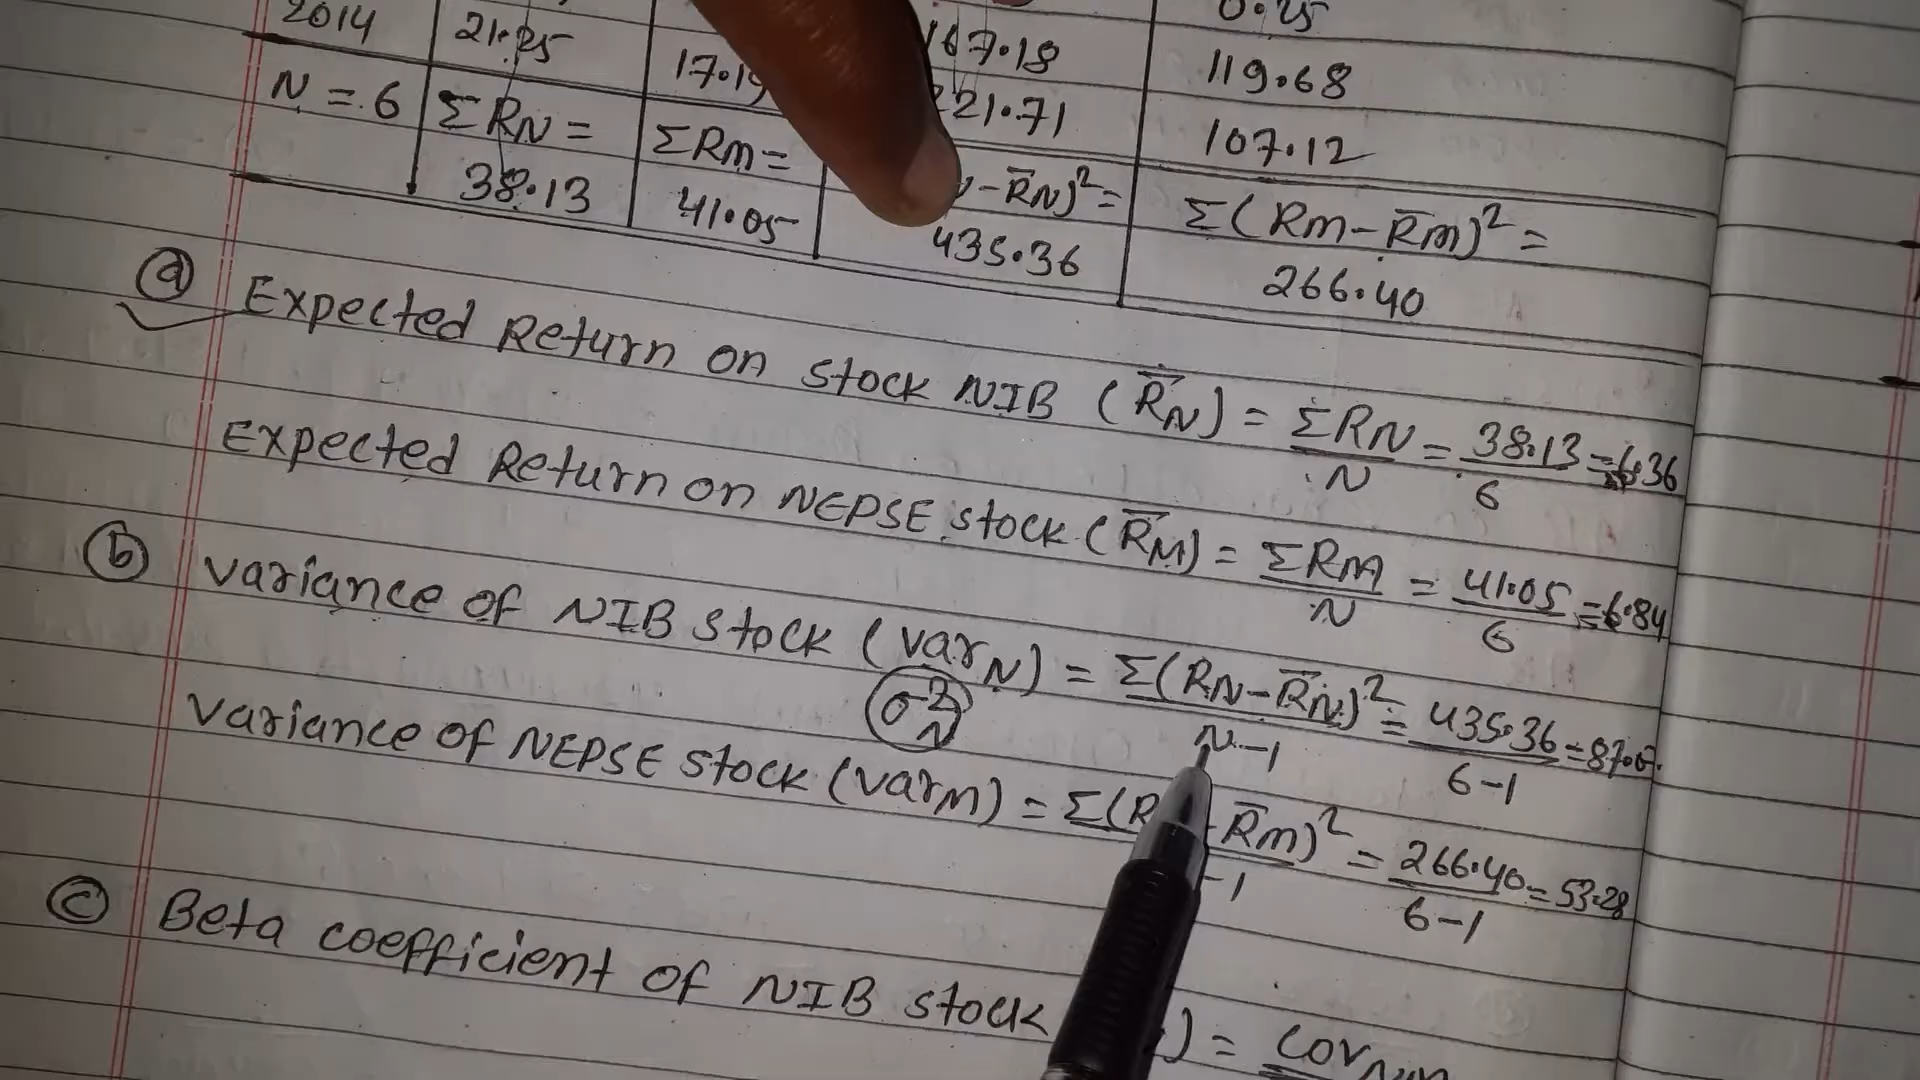 0.25
2014 21.25 167.18 119.68
17.19 221.71 107.12
N = 6 ΣRN = 38.13 ΣRm = 41.05 -R̅N)² = 435.36 Σ(Rm-R̅m)² = 266.40
(a) Expected Return on stock NIB (R̅N) = ΣRN/N = 38.13/6 = 6.36
Expected Return on NEPSE stock (R̅M) = ΣRM/N = 41.05/6 = 6.84
(b) Variance of NIB stock (VarN) = Σ(RN-R̅N)²/N-1 = 435.36/6-1 = 87.0
σ²N
Variance of NEPSE stock (Varm) = Σ(R -R̅m)²/-1 = 266.40/6-1 = 53.28
(c) Beta coefficient of NIB stock ) = Cov